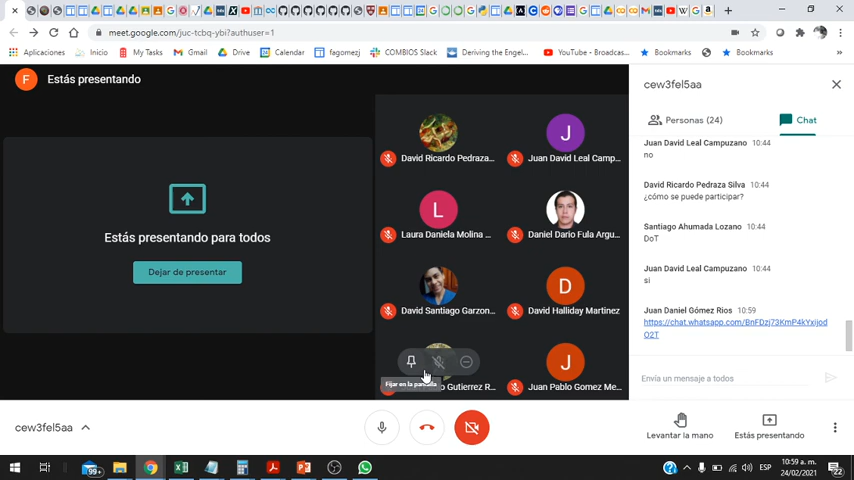 meet.google.com/juc-tcbq-ybi?authuser=1
Aplicaciones
Inicio
My Tasks
Gmail
Drive
Calendar
fagomezj
COMBIOS Slack
Deriving the Engel...
YouTube - Broadcas...
Bookmarks
Bookmarks
F
Estás presentando
Estás presentando para todos
Dejar de presentar
David Ricardo Pedraza...
J
Juan David Leal Camp...
L
Laura Daniela Molina ...
Daniel Dario Fula Argu...
David Santiago Garzon...
D
David Halliday Martinez
Fijar en la pantalla
Gutierrez R...
J
Juan Pablo Gomez Me...
cew3fel5aa
Personas (24)
Chat
Juan David Leal Campuzano 10:44
no
David Ricardo Pedraza Silva 10:44
¿cómo se puede participar?
Santiago Ahumada Lozano 10:44
DoT
Juan David Leal Campuzano 10:44
si
Juan Daniel Gómez Rios 10:59
https://chat.whatsapp.com/BnFDzj73KmP4kYxijod
O2T
Envía un mensaje a todos
cew3fel5aa
Levantar la mano
Estás presentando
99+
ESP
10:59 a. m.
24/02/2021
22